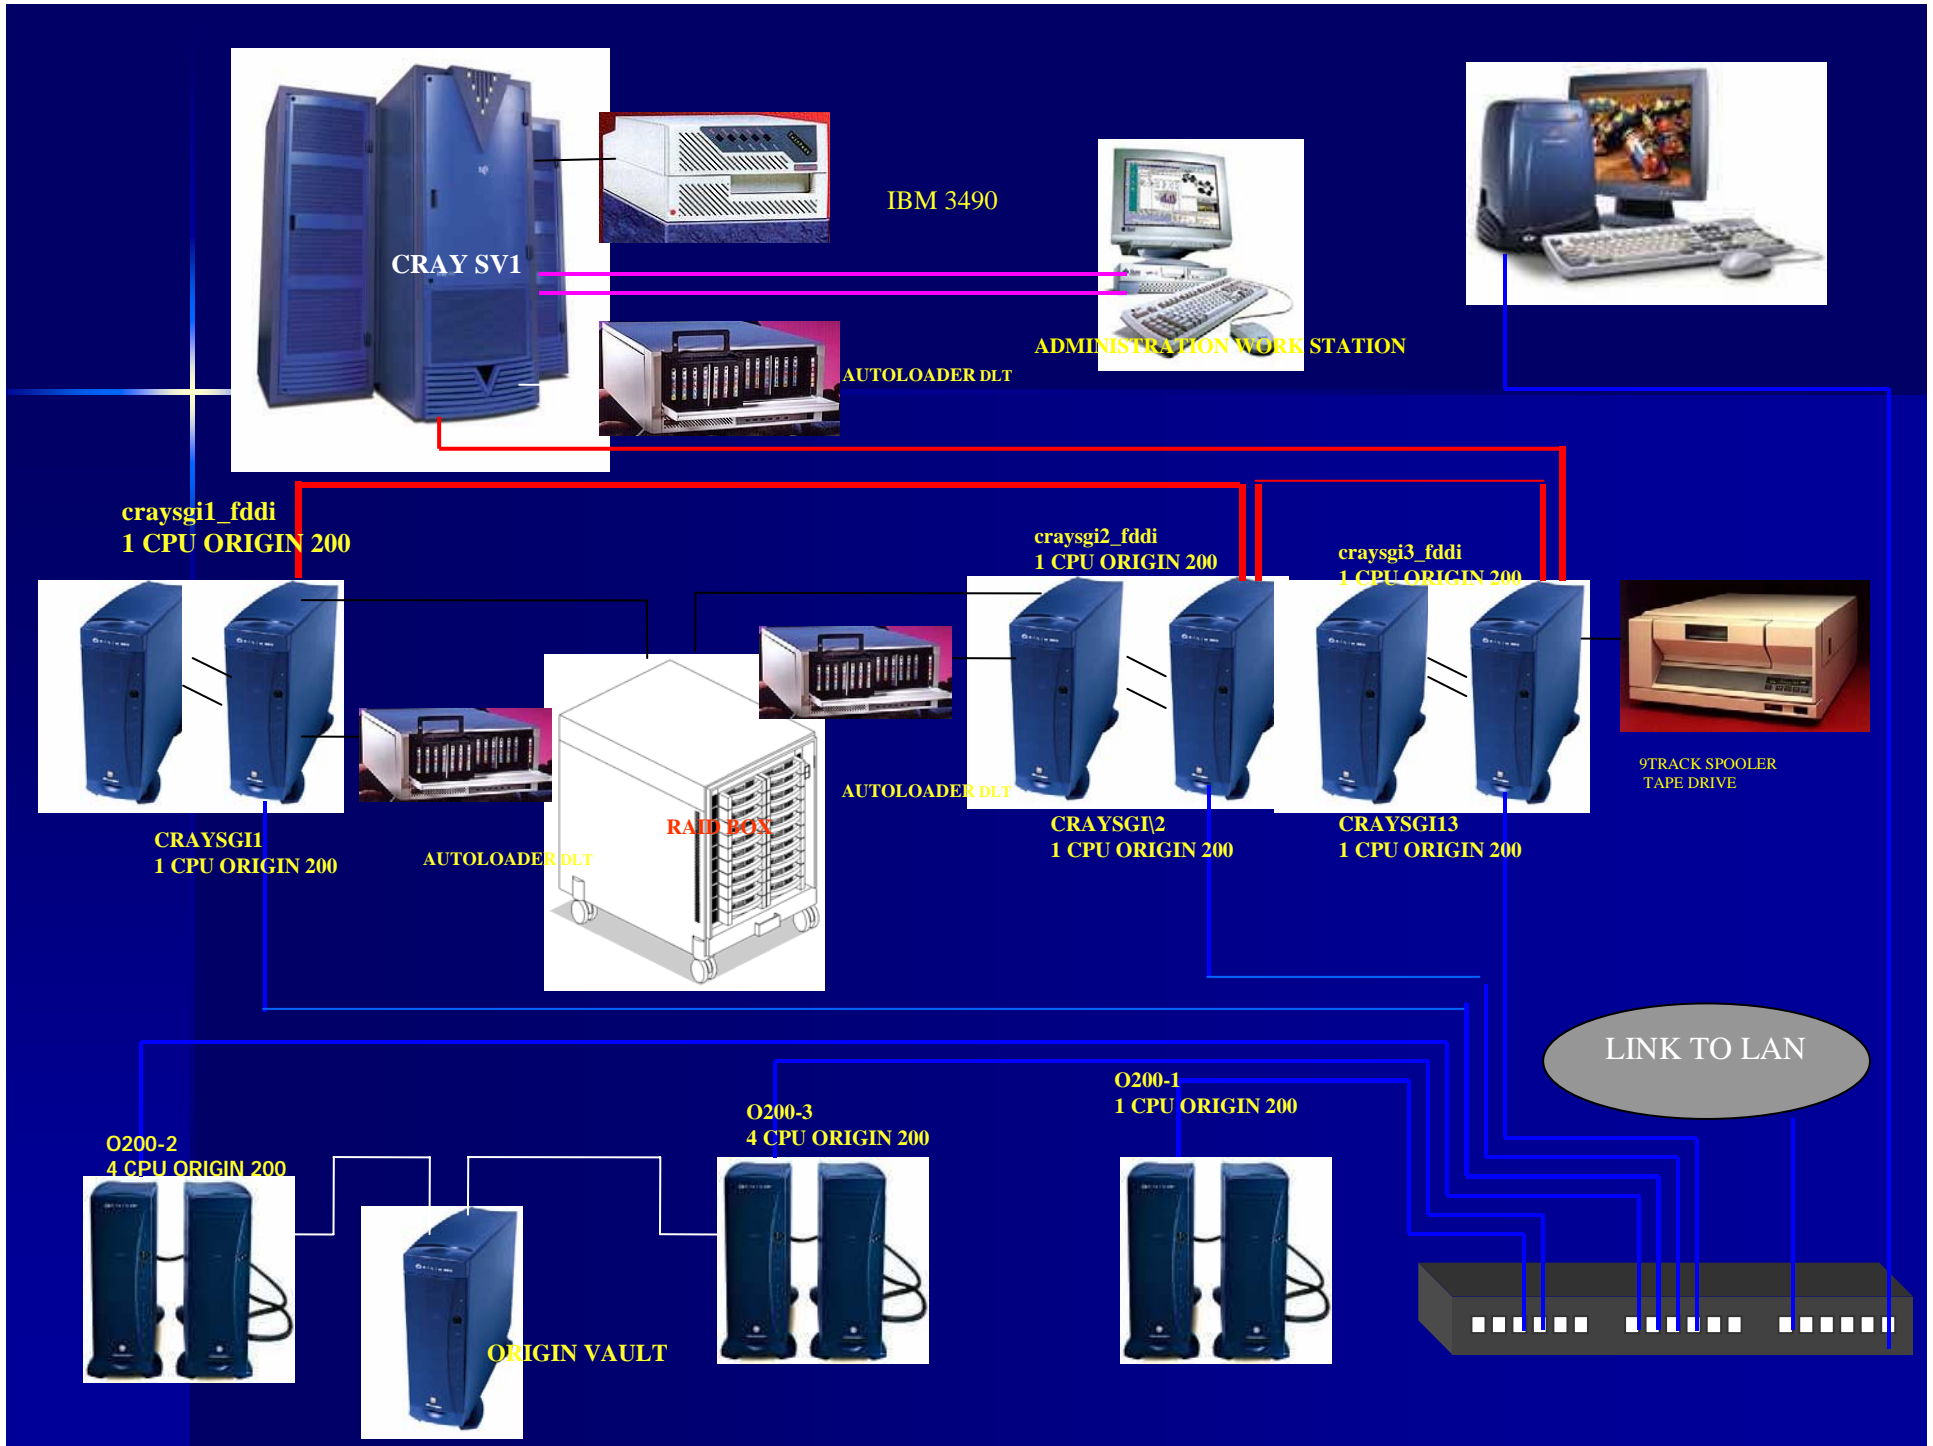 CRAY SV1
IBM 3490
ADMINISTRATION WORK STATION
AUTOLOADER DLT
craysgi1_fddi
1 CPU ORIGIN 200
craysgi2_fddi
1 CPU ORIGIN 200
craysgi3_fddi
1 CPU ORIGIN 200
9TRACK SPOOLER
TAPE DRIVE
AUTOLOADER DLT
RAID BOX
CRAYSGI1
1 CPU ORIGIN 200
AUTOLOADER DLT
CRAYSGI\2
1 CPU ORIGIN 200
CRAYSGI13
1 CPU ORIGIN 200
LINK TO LAN
O200-1
1 CPU ORIGIN 200
O200-3
4 CPU ORIGIN 200
O200-2
4 CPU ORIGIN 200
ORIGIN VAULT